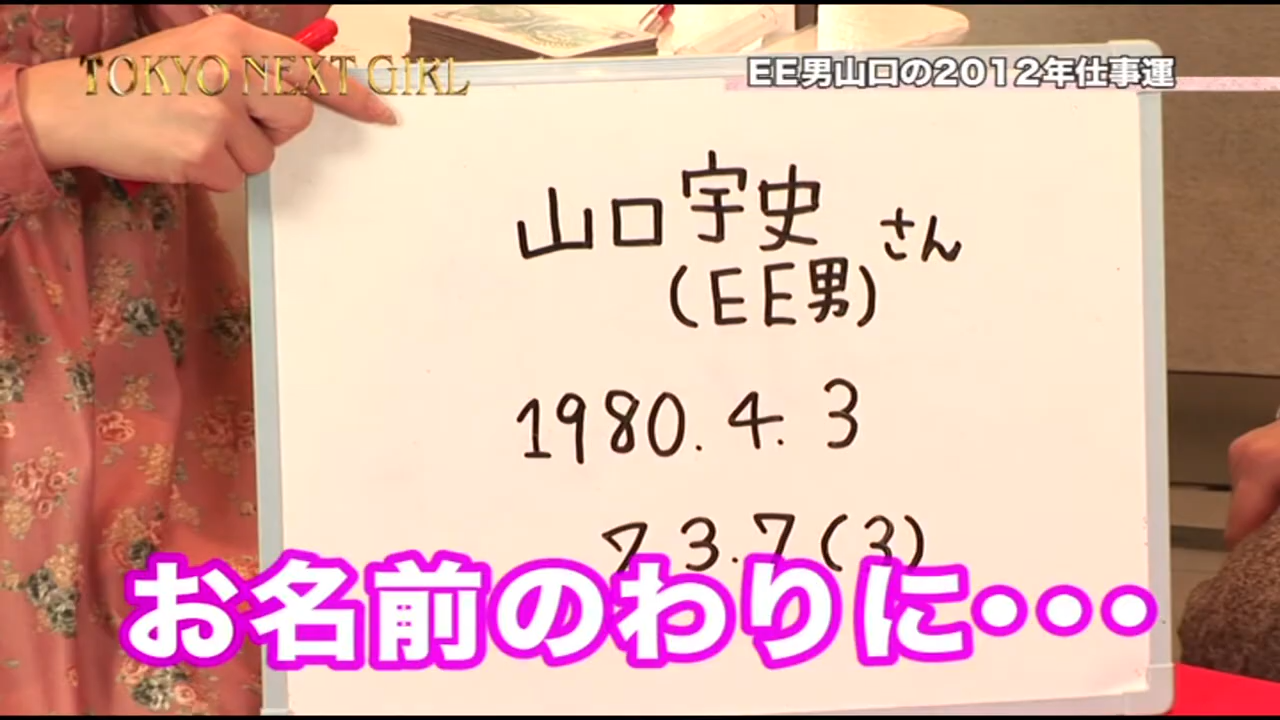 TOKYO NEXT GIRL
EE男山口の2012年仕事運
山口宇史さん
(EE男)
1980.4.3
7 3.7(3)
お名前のわりに・・・